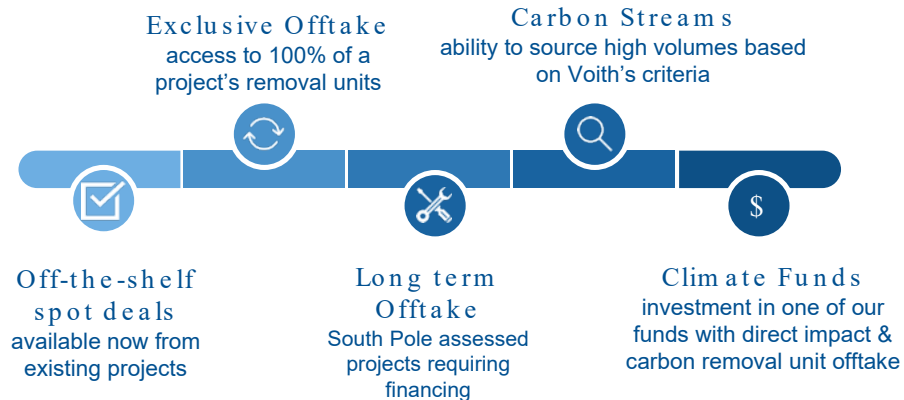 Exclusive Offtake
access to 100% of a
project's removal units
Carbon Streams
ability to source high volumes based
on Voith's criteria
$
Off-the-shelf
spot deals
available now from
existing projects
Long term
Offtake
South Pole assessed
projects requiring
financing
Climate Funds
investment in one of our
funds with direct impact &
carbon removal unit offtake